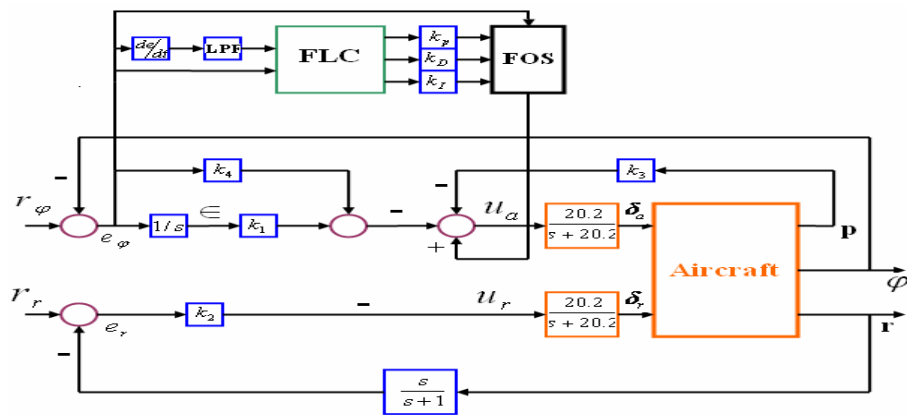 de/dt LPF FLC k_p k_D k_I FOS
- k_4 - k_3
r_φ e_φ 1/s ∈ k_1 - + u_a 20.2 / s + 20.2 δ_a p
Aircraft
φ
r_r e_r k_2 - u_r 20.2 / s + 20.2 δ_r r
- s / s + 1